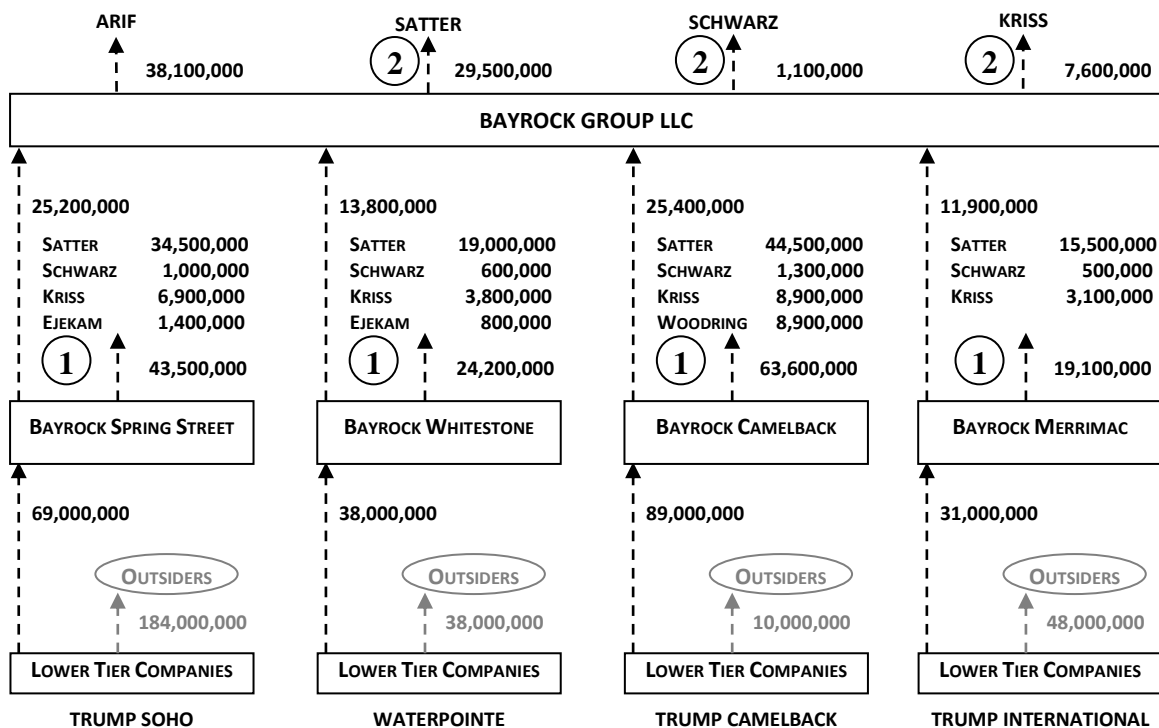 ARIF SATTER SCHWARZ KRISS
38,100,000 2 29,500,000 2 1,100,000 2 7,600,000
BAYROCK GROUP LLC
25,200,000 13,800,000 25,400,000 11,900,000
SATTER 34,500,000 SATTER 19,000,000 SATTER 44,500,000 SATTER 15,500,000
SCHWARZ 1,000,000 SCHWARZ 600,000 SCHWARZ 1,300,000 SCHWARZ 500,000
KRISS 6,900,000 KRISS 3,800,000 KRISS 8,900,000 KRISS 3,100,000
EJEKAM 1,400,000 EJEKAM 800,000 WOODRING 8,900,000
1 43,500,000 1 24,200,000 1 63,600,000 1 19,100,000
BAYROCK SPRING STREET BAYROCK WHITESTONE BAYROCK CAMELBACK BAYROCK MERRIMAC
69,000,000 38,000,000 89,000,000 31,000,000
OUTSIDERS OUTSIDERS OUTSIDERS OUTSIDERS
184,000,000 38,000,000 10,000,000 48,000,000
LOWER TIER COMPANIES LOWER TIER COMPANIES LOWER TIER COMPANIES LOWER TIER COMPANIES
TRUMP SOHO WATERPOINTE TRUMP CAMELBACK TRUMP INTERNATIONAL